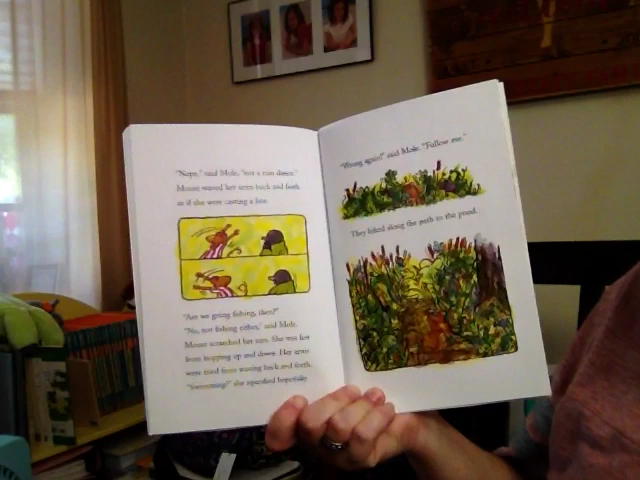 "Nope," said Mole, "not a rain dance."
Mouse waved her arms back and forth
as if she were casting a line.
"Are we going fishing, then?"
"No, not fishing either," said Mole.
Mouse scratched her ears. She was hot
from hopping up and down. Her arms
were tired from waving back and forth.
"Swimming?" she squeaked hopefully.
"Wrong again!" said Mole. "Follow me."
They hiked along the path to the pond.